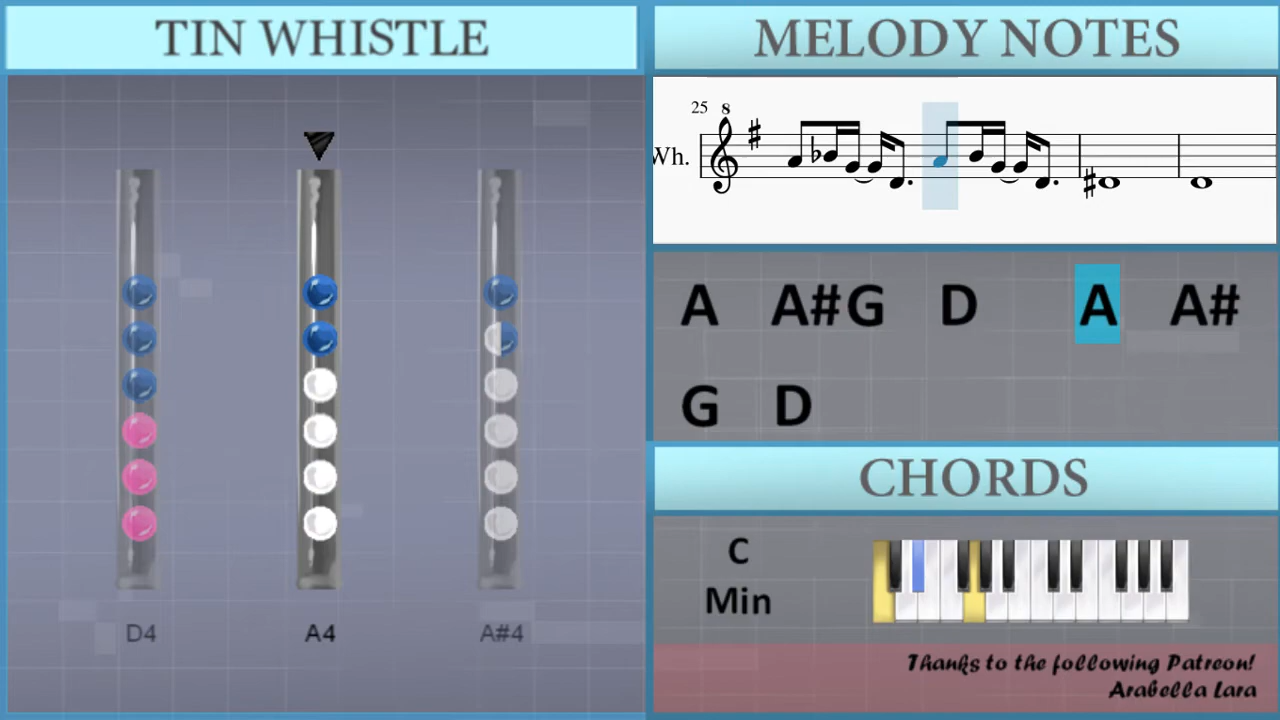 TIN WHISTLE
D4
A4
A#4
MELODY NOTES
25
8
Wh.
A A# G D A A#
G D
CHORDS
C
Min
Thanks to the following Patreon!
Arabella Lara